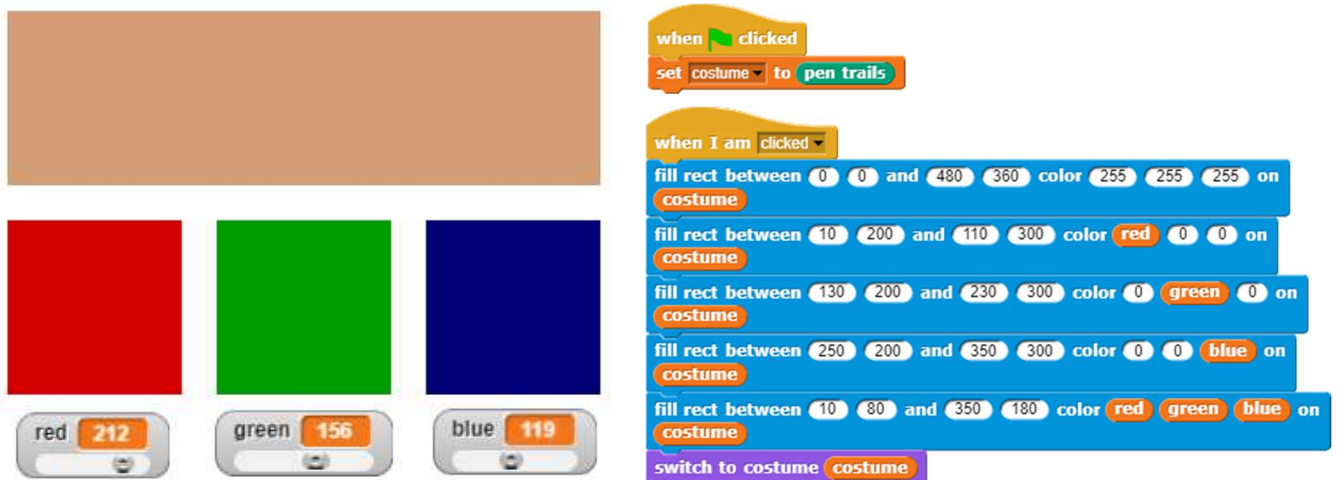 red 212
green 156
blue 119
when clicked
set costume to pen trails
when I am clicked
fill rect between 0 0 and 480 360 color 255 255 255 on
costume
fill rect between 10 200 and 110 300 color red 0 0 on
costume
fill rect between 130 200 and 230 300 color 0 green 0 on
costume
fill rect between 250 200 and 350 300 color 0 0 blue on
costume
fill rect between 10 80 and 350 180 color red green blue on
costume
switch to costume costume